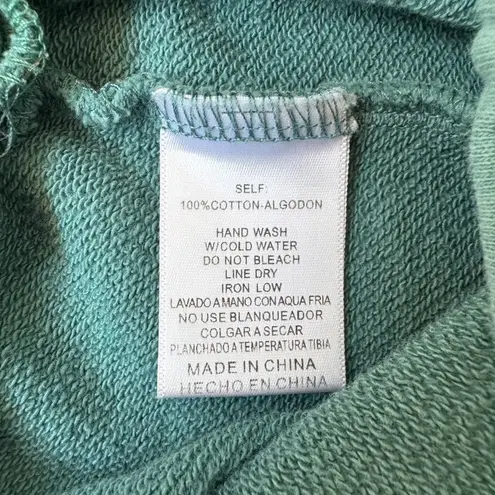 SELF:
100%COTTON-ALGODON
HAND WASH
W/COLD WATER
DO NOT BLEACH
LINE DRY
IRON LOW
LAVADO A MANO CON AQUA FRIA
NO USE BLANQUEADOR
COLGAR A SECAR
PLANCHADO A TEMPERATURA TIBIA
MADE IN CHINA
HECHO EN CHINA